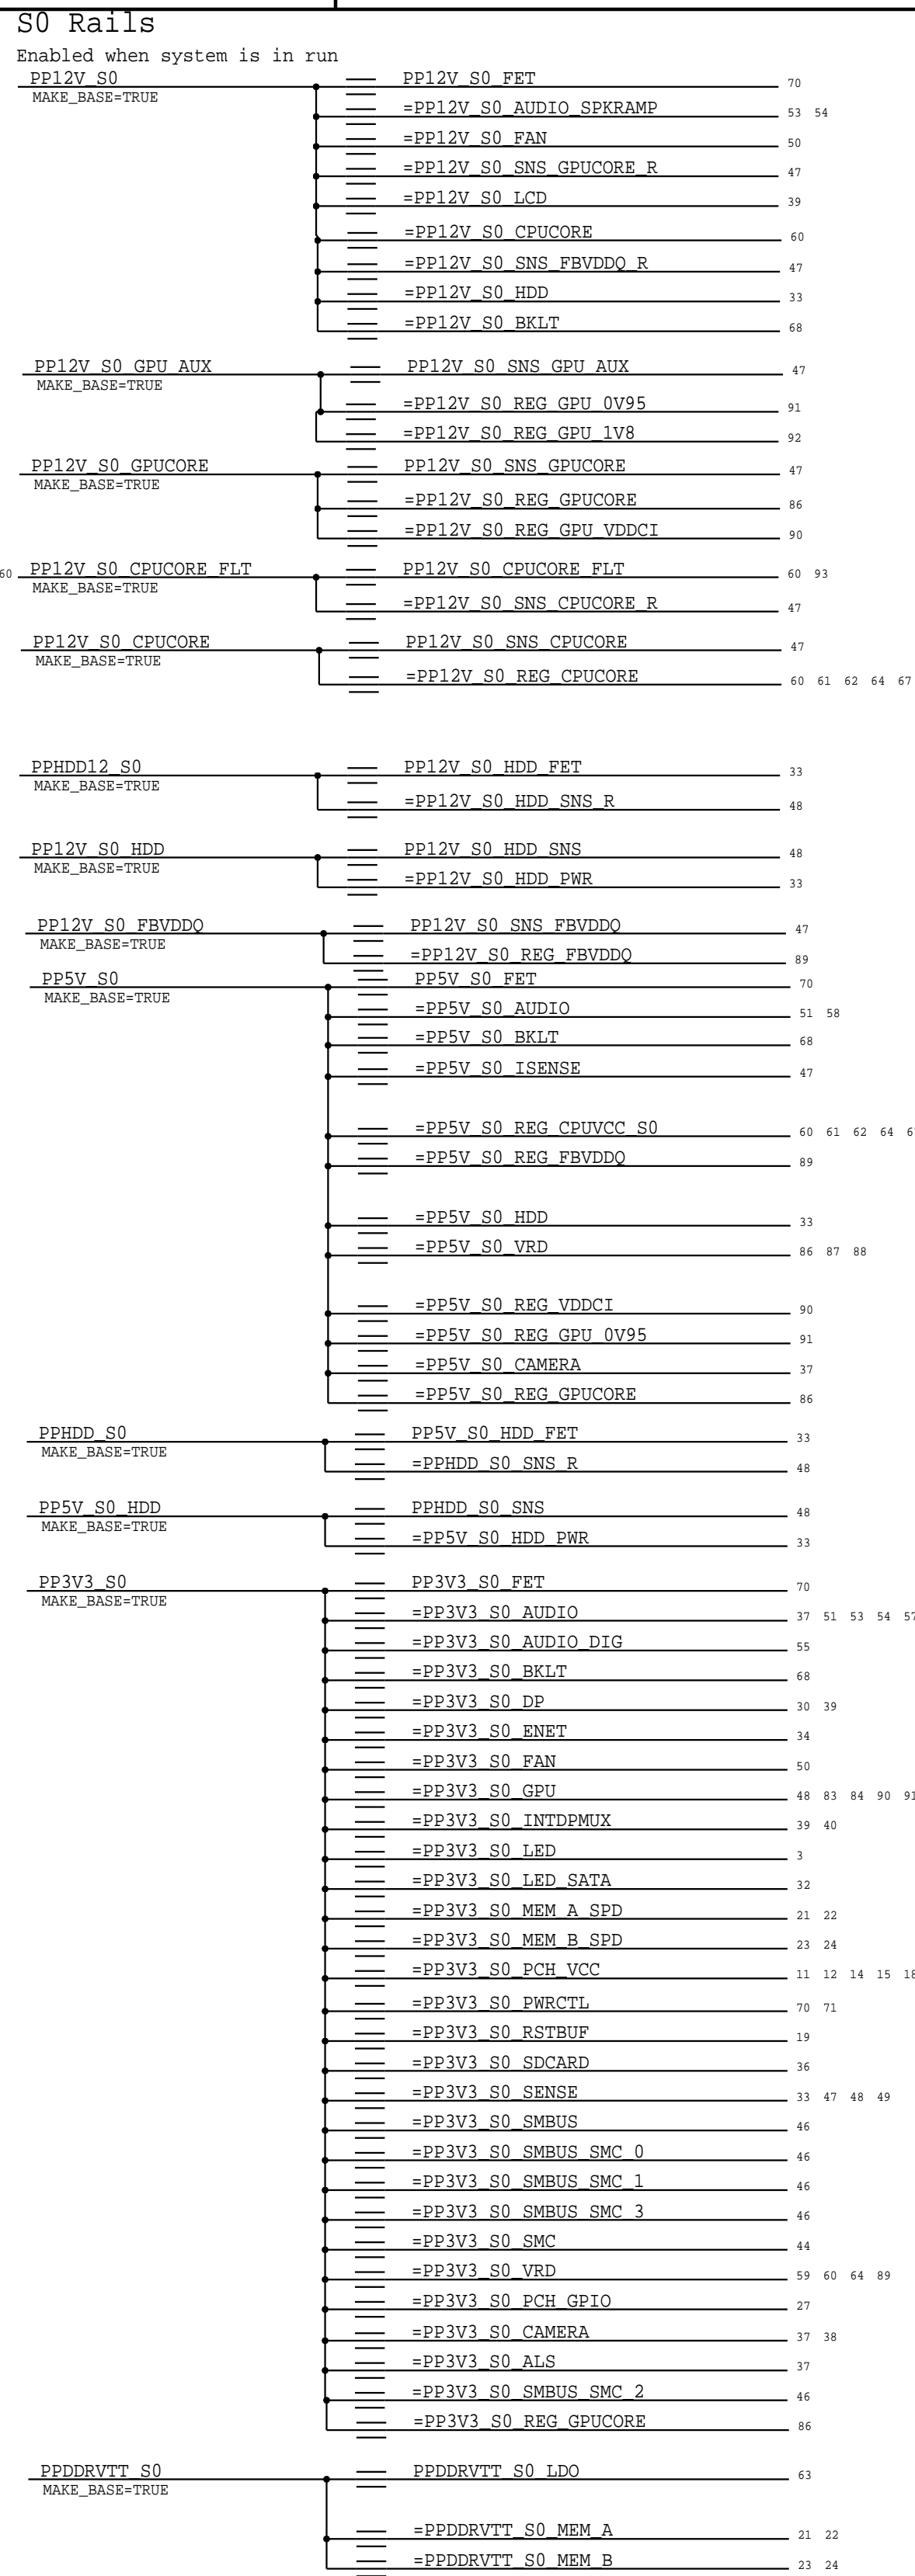 S0 Rails
Enabled when system is in run
PP12V_S0 PP12V_S0_FET 70
MAKE_BASE=TRUE
=PP12V_S0_AUDIO_SPKRAMP 53 54
=PP12V_S0_FAN 50
=PP12V_S0_SNS_GPUCORE_R 47
=PP12V_S0_LCD 39
=PP12V_S0_CPUCORE 60
=PP12V_S0_SNS_FBVDDQ_R 47
=PP12V_S0_HDD 33
=PP12V_S0_BKLT 68
PP12V_S0_GPU_AUX PP12V_S0_SNS_GPU_AUX 47
MAKE_BASE=TRUE
=PP12V_S0_REG_GPU_0V95 91
=PP12V_S0_REG_GPU_1V8 92
PP12V_S0_GPUCORE PP12V_S0_SNS_GPUCORE 47
MAKE_BASE=TRUE
=PP12V_S0_REG_GPUCORE 86
=PP12V_S0_REG_GPU_VDDCI 90
60 PP12V_S0_CPUCORE_FLT PP12V_S0_CPUCORE_FLT 60 93
MAKE_BASE=TRUE
=PP12V_S0_SNS_CPUCORE_R 47
PP12V_S0_CPUCORE PP12V_S0_SNS_CPUCORE 47
MAKE_BASE=TRUE
=PP12V_S0_REG_CPUCORE 60 61 62 64 67
PPHDD12_S0 PP12V_S0_HDD_FET 33
MAKE_BASE=TRUE
=PP12V_S0_HDD_SNS_R 48
PP12V_S0_HDD PP12V_S0_HDD_SNS 48
MAKE_BASE=TRUE
=PP12V_S0_HDD_PWR 33
PP12V_S0_FBVDDQ PP12V_S0_SNS_FBVDDQ 47
MAKE_BASE=TRUE
=PP12V_S0_REG_FBVDDQ 89
PP5V_S0 PP5V_S0_FET 70
MAKE_BASE=TRUE
=PP5V_S0_AUDIO 51 58
=PP5V_S0_BKLT 68
=PP5V_S0_ISENSE 47
=PP5V_S0_REG_CPUVCC_S0 60 61 62 64
=PP5V_S0_REG_FBVDDQ 89
=PP5V_S0_HDD 33
=PP5V_S0_VRD 86 87 88
=PP5V_S0_REG_VDDCI 90
=PP5V_S0_REG_GPU_0V95 91
=PP5V_S0_CAMERA 37
=PP5V_S0_REG_GPUCORE 86
PPHDD_S0 PP5V_S0_HDD_FET 33
MAKE_BASE=TRUE
=PPHDD_S0_SNS_R 48
PP5V_S0_HDD PPHDD_S0_SNS 48
MAKE_BASE=TRUE
=PP5V_S0_HDD_PWR 33
PP3V3_S0 PP3V3_S0_FET 70
MAKE_BASE=TRUE
=PP3V3_S0_AUDIO 37 51 53 54 57
=PP3V3_S0_AUDIO_DIG 55
=PP3V3_S0_BKLT 68
=PP3V3_S0_DP 30 39
=PP3V3_S0_ENET 34
=PP3V3_S0_FAN 50
=PP3V3_S0_GPU 48 83 84 90 91
=PP3V3_S0_INTDPMUX 39 40
=PP3V3_S0_LED 3
=PP3V3_S0_LED_SATA 32
=PP3V3_S0_MEM_A_SPD 21 22
=PP3V3_S0_MEM_B_SPD 23 24
=PP3V3_S0_PCH_VCC 11 12 14 15 18
=PP3V3_S0_PWRCTL 70 71
=PP3V3_S0_RSTBUF 19
=PP3V3_S0_SDCARD 36
=PP3V3_S0_SENSE 33 47 48 49
=PP3V3_S0_SMBUS 46
=PP3V3_S0_SMBUS_SMC_0 46
=PP3V3_S0_SMBUS_SMC_1 46
=PP3V3_S0_SMBUS_SMC_3 46
=PP3V3_S0_SMC 44
=PP3V3_S0_VRD 59 60 64 89
=PP3V3_S0_PCH_GPIO 27
=PP3V3_S0_CAMERA 37 38
=PP3V3_S0_ALS 37
=PP3V3_S0_SMBUS_SMC_2 46
=PP3V3_S0_REG_GPUCORE 86
PPDDRVTT_S0 PPDDRVTT_S0_LDO 63
MAKE_BASE=TRUE
=PPDDRVTT_S0_MEM_A 21 22
=PPDDRVTT_S0_MEM_B 23 24